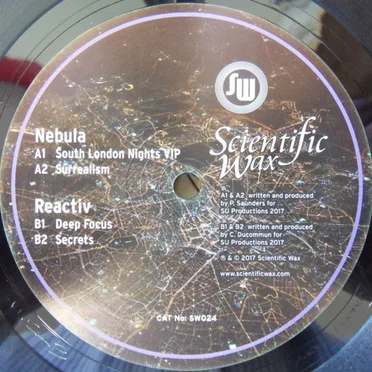 SW
Scientific
Wax
Nebula
A1 South London Nights VIP
A2 Surrealism
Reactiv
B1 Deep Focus
B2 Secrets
A1 & A2 written and produced
by P. Saunders for
SU Productions 2017
B1 & B2 written and produced
by C. Ducommun for
SU Productions 2017
℗ & © 2017 Scientific Wax
www.scientificwax.com
CAT No: SW024